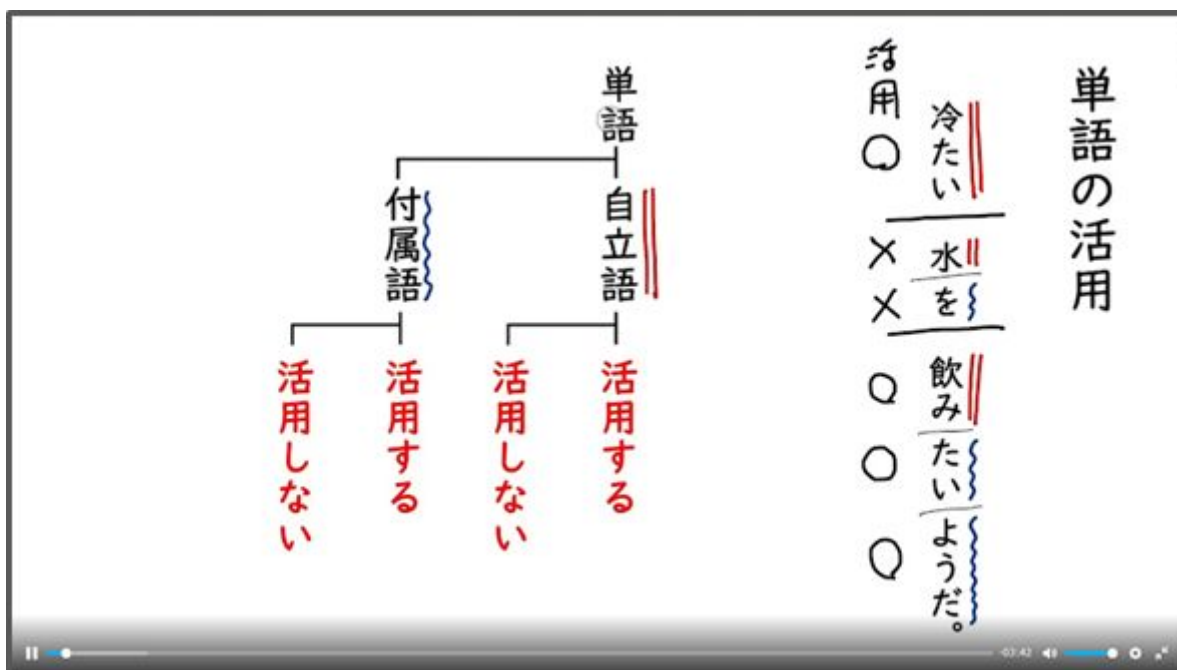 単語の活用
冷たい水を飲みたいようだ。
活用
○
×
×
○
○
○
単語
自立語
付属語
活用する
活用しない
活用する
活用しない
-03:42